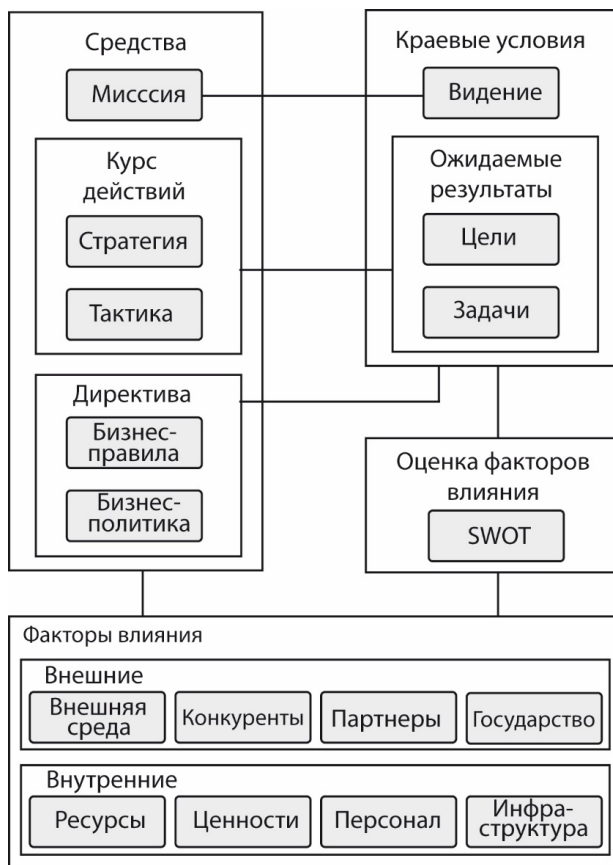 Средства
Мисссия
Курс
действий
Стратегия
Тактика
Директива
Бизнес-
правила
Бизнес-
политика
Краевые условия
Видение
Ожидаемые
результаты
Цели
Задачи
Оценка факторов
влияния
SWOT
Факторы влияния
Внешние
Внешняя
среда
Конкуренты
Партнеры
Государство
Внутренние
Ресурсы
Ценности
Персонал
Инфра-
структура